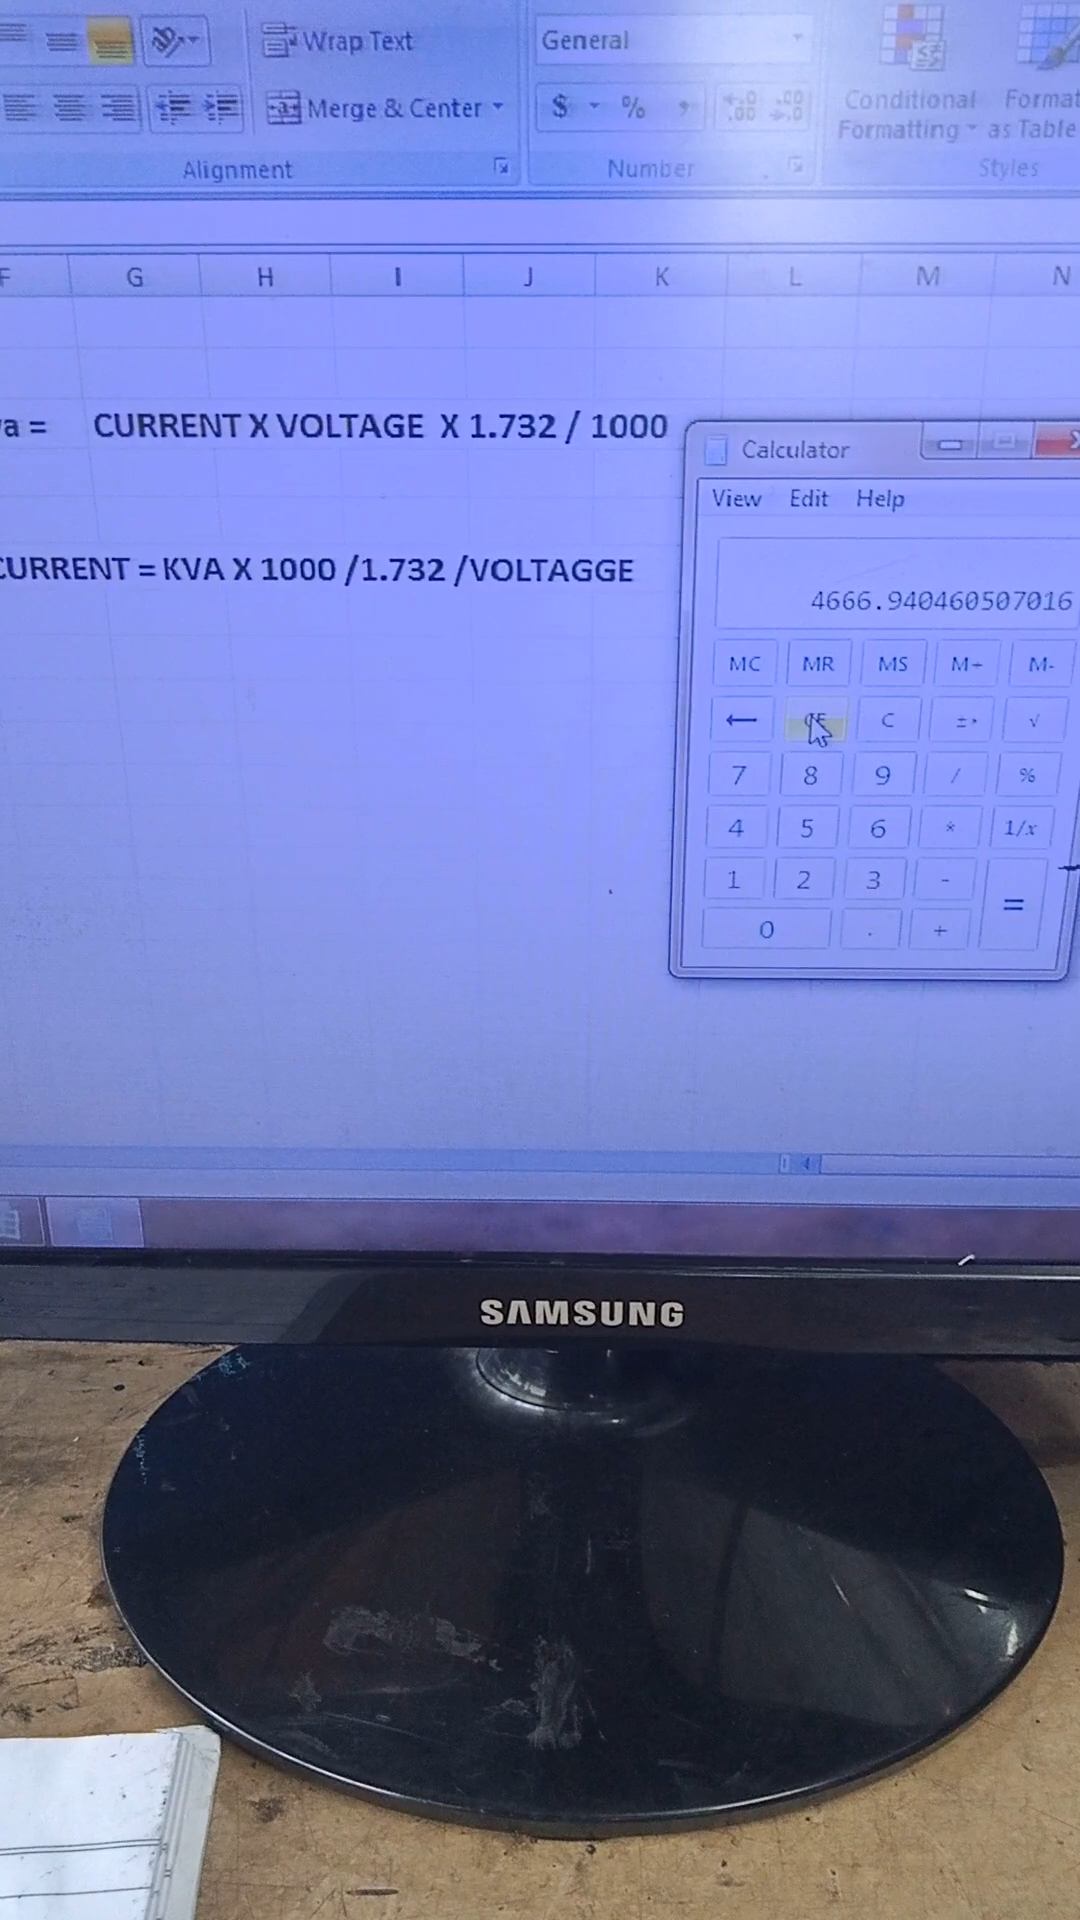 Wrap Text
General
Merge & Center
$ % ,
Conditional Formatting
Format as Table
Alignment
Number
Styles
F G H I J K L M N
va = CURRENT X VOLTAGE X 1.732 / 1000
CURRENT = KVA X 1000 /1.732 /VOLTAGGE
Calculator
View Edit Help
4666.940460507016
MC MR MS M+ M-
← CE C ± √
7 8 9 / %
4 5 6 * 1/x
1 2 3 - =
0 . +
SAMSUNG